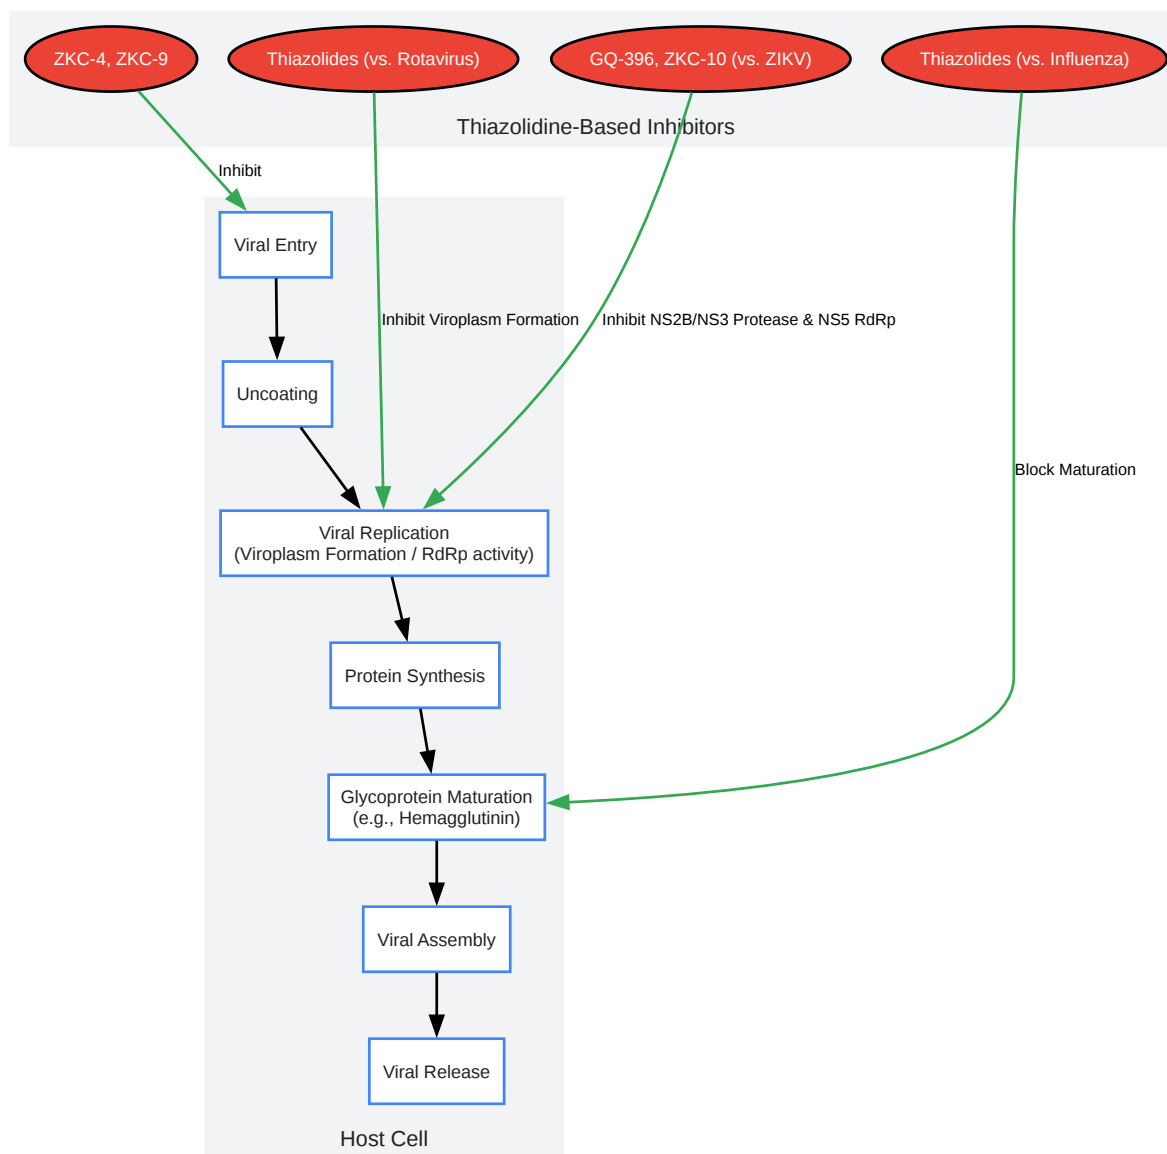 ZKC-4, ZKC-9
Thiazolides (vs. Rotavirus)
GQ-396, ZKC-10 (vs. ZIKV)
Thiazolides (vs. Influenza)
Thiazolidine-Based Inhibitors
Inhibit
Viral Entry
Inhibit Viroplasm Formation
Inhibit NS2B/NS3 Protease & NS5 RdRp
Uncoating
Block Maturation
Viral Replication
(Viroplasm Formation / RdRp activity)
Protein Synthesis
Glycoprotein Maturation
(e.g., Hemagglutinin)
Viral Assembly
Viral Release
Host Cell